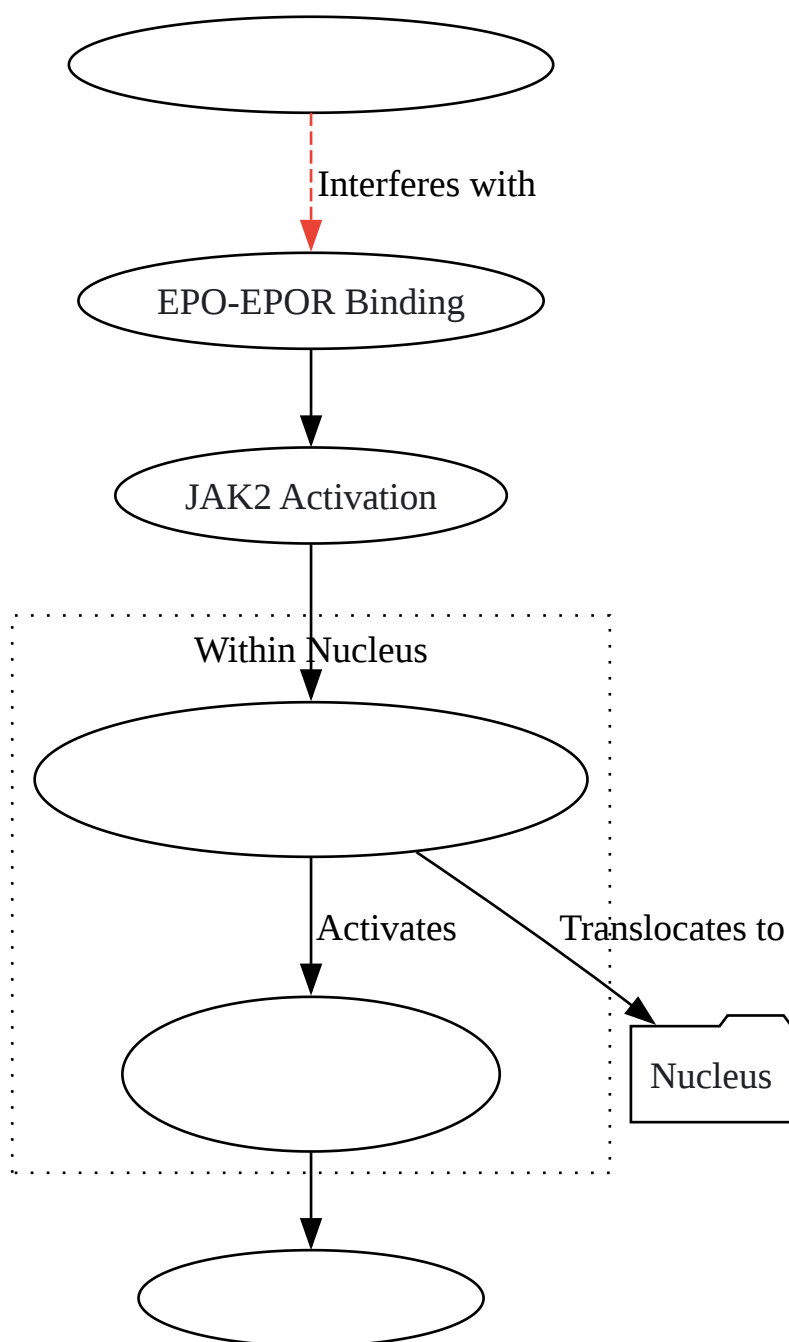 Interferes with
EPO-EPOR Binding
JAK2 Activation
Within Nucleus
Activates
Translocates to
Nucleus